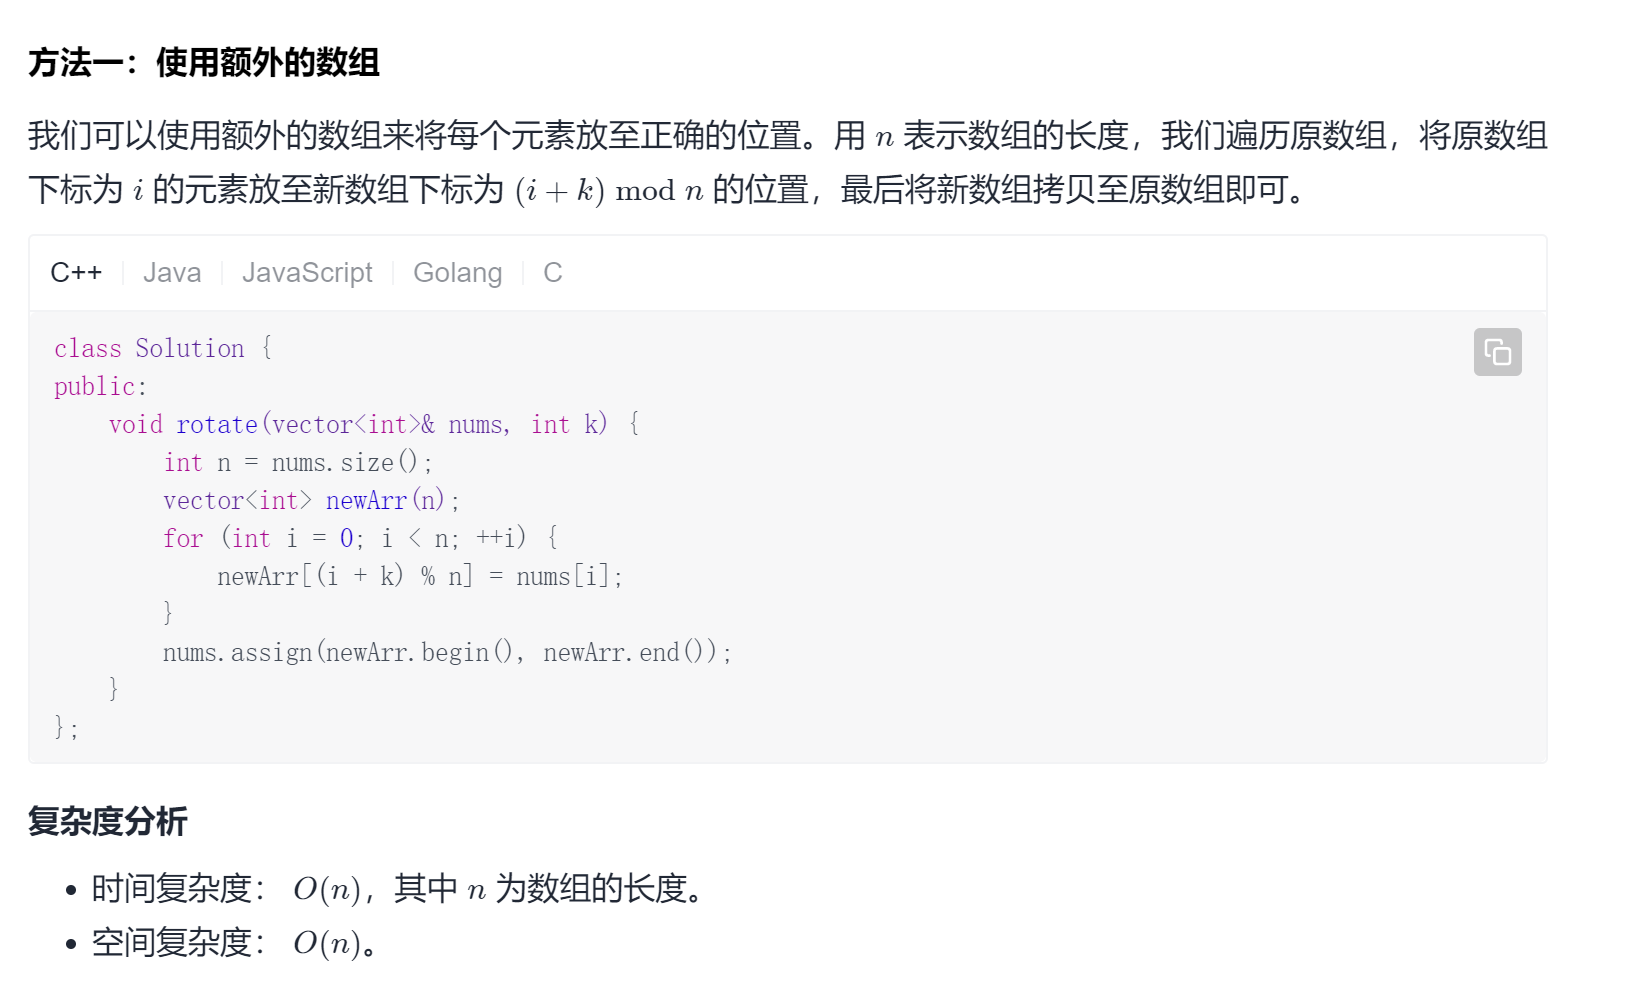 方法一：使用额外的数组
我们可以使用额外的数组来将每个元素放至正确的位置。用 n 表示数组的长度，我们遍历原数组，将原数组
下标为 i 的元素放至新数组下标为 (i + k) mod n 的位置，最后将新数组拷贝至原数组即可。
C++ Java JavaScript Golang C
class Solution {
public:
    void rotate(vector<int>& nums, int k) {
        int n = nums.size();
        vector<int> newArr(n);
        for (int i = 0; i < n; ++i) {
            newArr[(i + k) % n] = nums[i];
        }
        nums.assign(newArr.begin(), newArr.end());
    }
};
复杂度分析
• 时间复杂度： O(n)，其中 n 为数组的长度。
• 空间复杂度： O(n)。